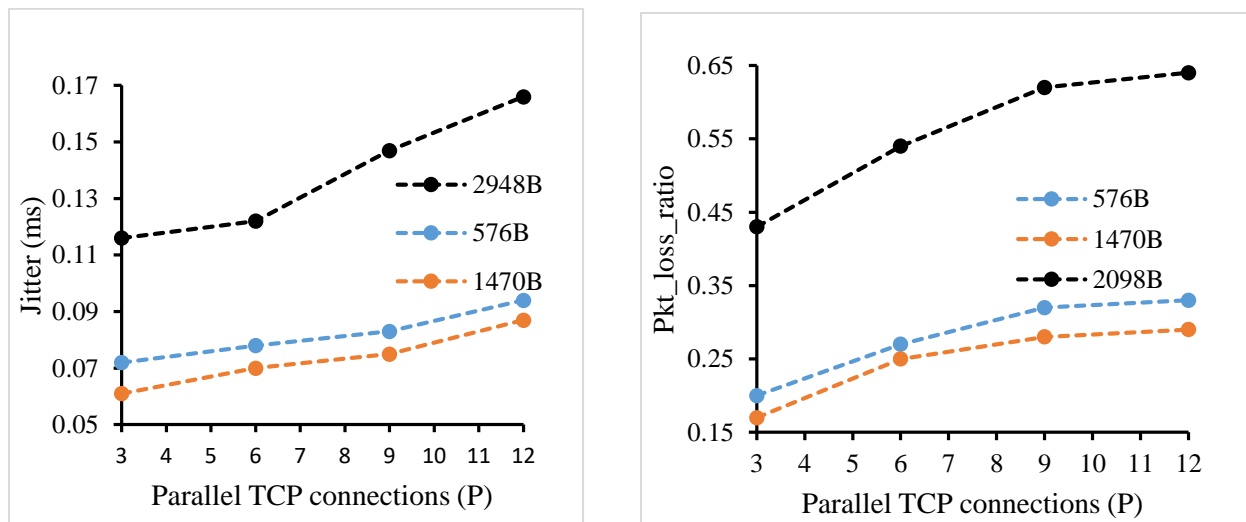 0.17
0.15
0.13
0.11
0.09
0.07
0.05
Jitter (ms)
2948B
576B
1470B
3 4 5 6 7 8 9 10 11 12
Parallel TCP connections (P)
0.65
0.55
0.45
0.35
0.25
0.15
Pkt_loss_ratio
576B
1470B
2098B
3 4 5 6 7 8 9 10 11 12
Parallel TCP connections (P)